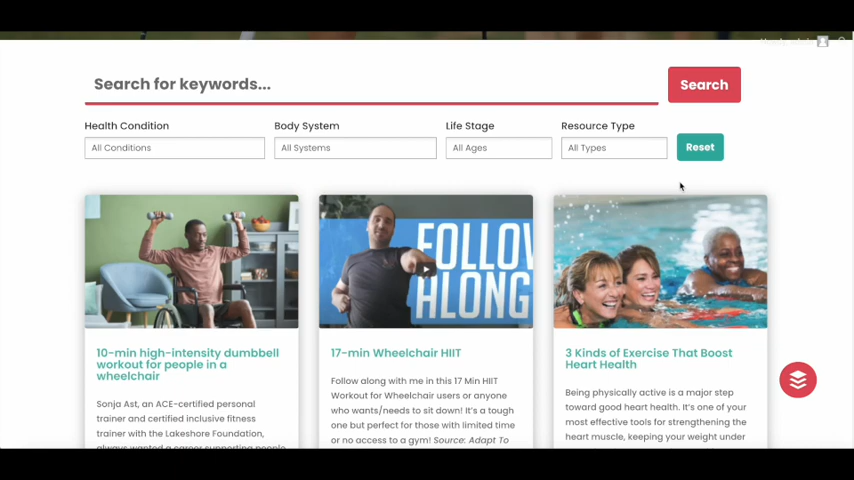 Search for keywords...
Search
Health Condition
Body System
Life Stage
Resource Type
All Conditions
All Systems
All Ages
All Types
Reset
FOLLOW
ALONG
10-min high-intensity dumbbell
workout for people in a
wheelchair
Sonja Ast, an ACE-certified personal
trainer and certified inclusive fitness
trainer with the Lakeshore Foundation,
always wanted a career supporting people
17-min Wheelchair HIIT
Follow along with me in this 17 Min HIIT
Workout for Wheelchair users or anyone
who wants/needs to sit down! It's a tough
one but perfect for those with limited time
or no access to a gym! Source: Adapt To
3 Kinds of Exercise That Boost
Heart Health
Being physically active is a major step
toward good heart health. It's one of your
most effective tools for strengthening the
heart muscle, keeping your weight under